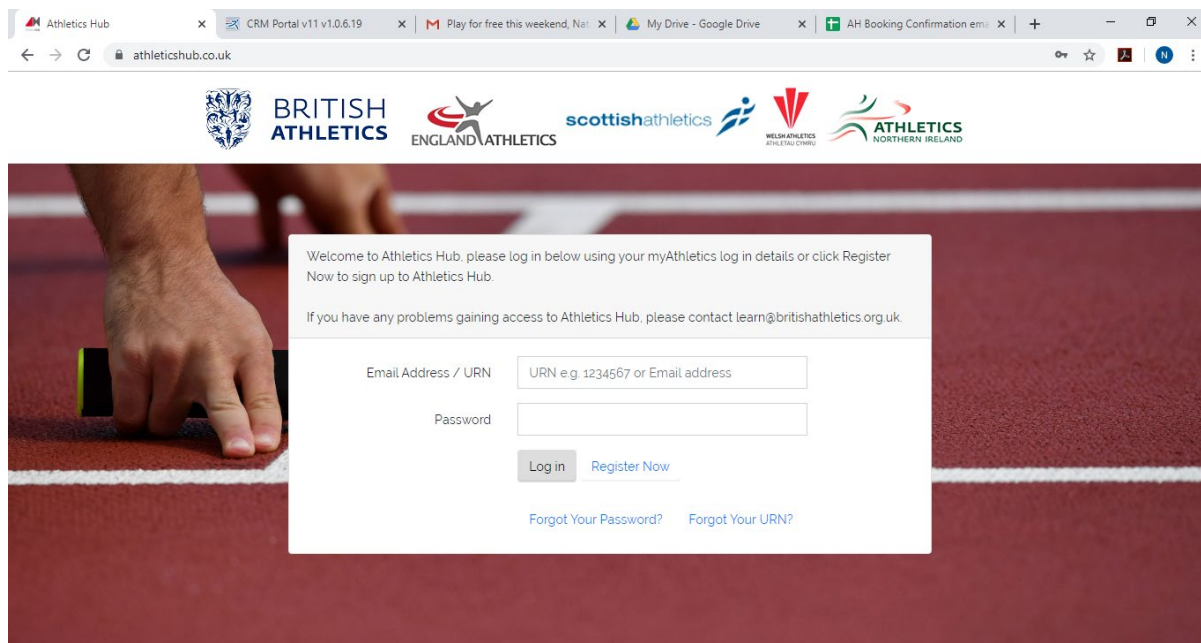 Athletics Hub
CRM Portal v11 v1.0.6.19
Play for free this weekend, Nat
My Drive - Google Drive
AH Booking Confirmation ema
athleticshub.co.uk
N
BRITISH
ATHLETICS
ENGLAND ATHLETICS
scottishathletics
WELSH ATHLETICS
ATHLETAU CYMRU
ATHLETICS
NORTHERN IRELAND
Welcome to Athletics Hub, please log in below using your myAthletics log in details or click Register
Now to sign up to Athletics Hub.
If you have any problems gaining access to Athletics Hub, please contact learn@britishathletics.org.uk.
Email Address / URN
URN e.g. 1234567 or Email address
Password
Log in
Register Now
Forgot Your Password?
Forgot Your URN?